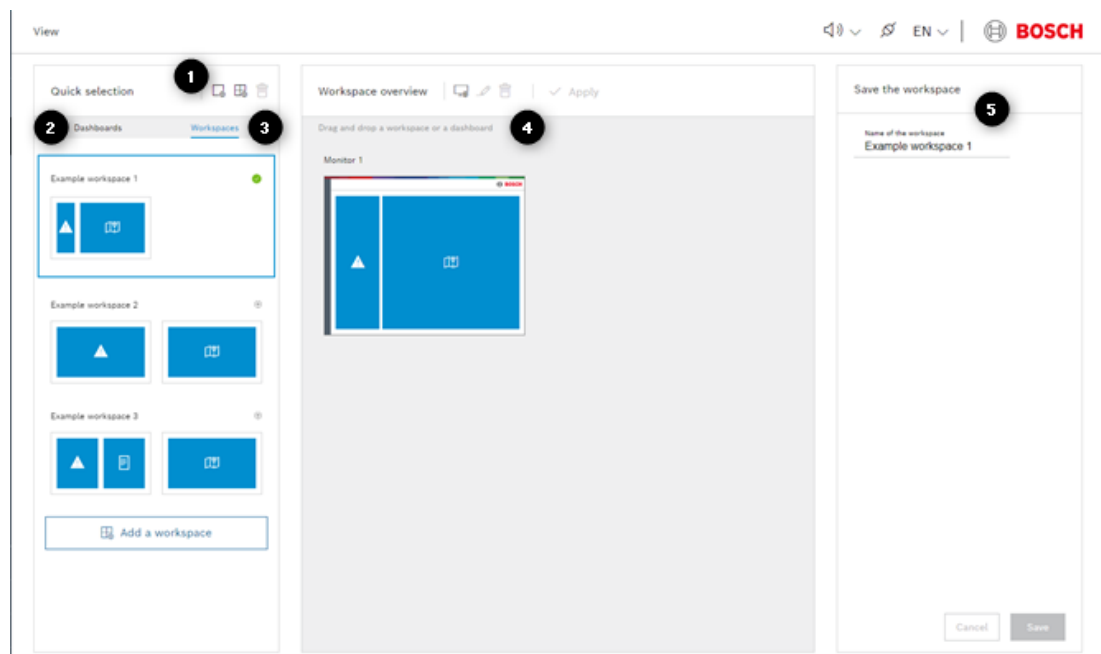 View
EN
BOSCH
1
Quick selection
Workspace overview
Apply
Save the workspace
5
2
Dashboards
Workspaces
3
Drag and drop a workspace or a dashboard
4
Name of the workspace
Example workspace 1
Monitor 1
Example workspace 1
BOSCH
Example workspace 2
Example workspace 3
Add a workspace
Cancel
Save